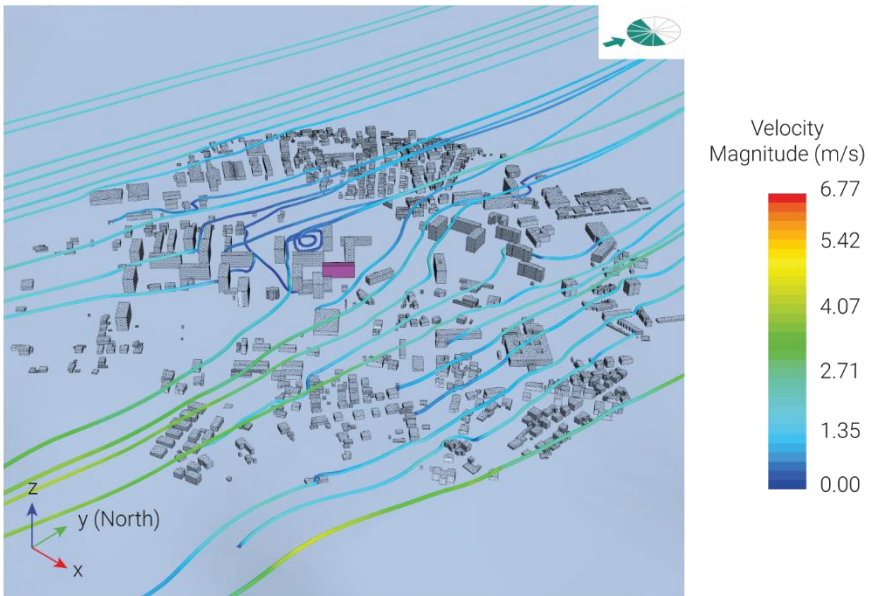 Velocity
Magnitude (m/s)
6.77
5.42
4.07
2.71
1.35
0.00
z
y (North)
x